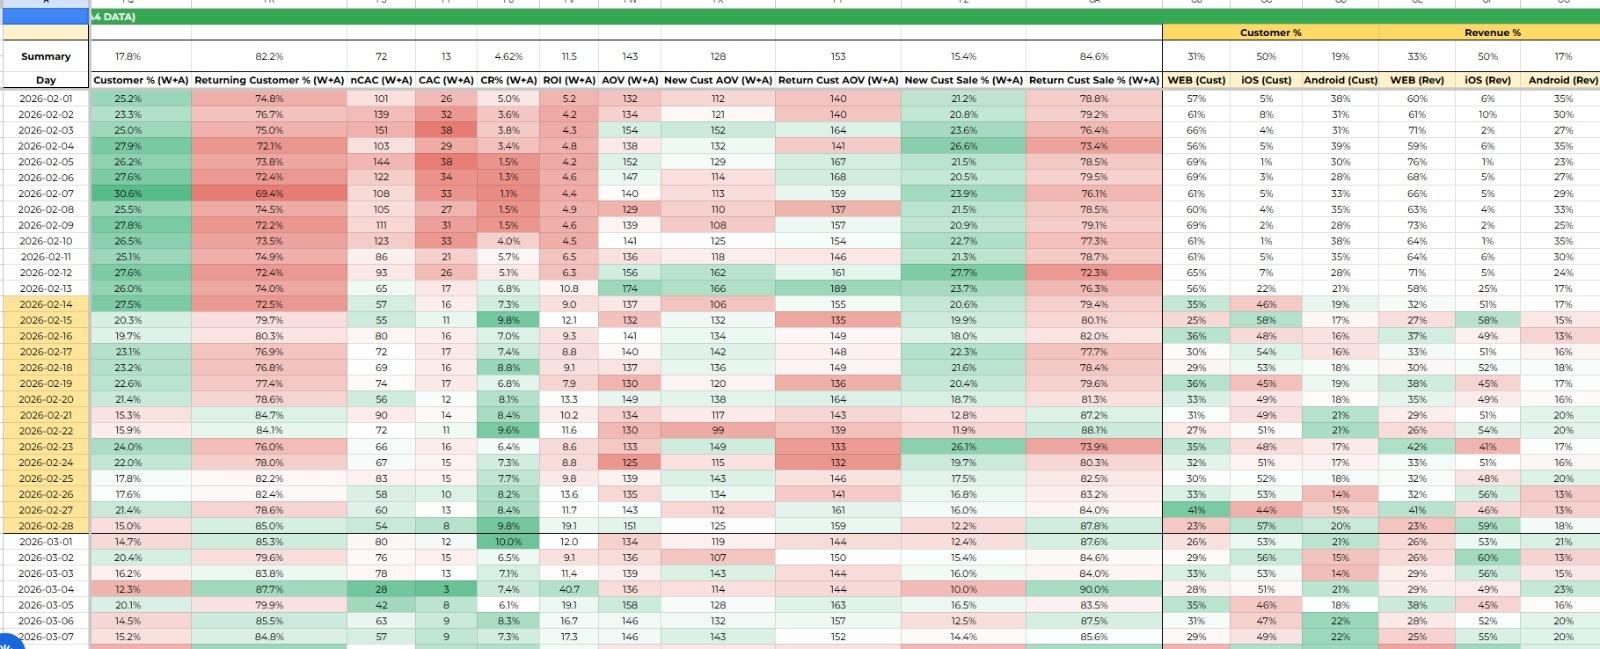 A4 DATA)
Customer % Revenue %
Summary 17.8% 82.2% 72 13 4.62% 11.5 143 128 153 15.4% 84.6% 31% 50% 19% 33% 50% 17%
Day Customer % (W+A) Returning Customer % (W+A) nCAC (W+A) CAC (W+A) CR% (W+A) ROI (W+A) AOV (W+A) New Cust AOV (W+A) Return Cust AOV (W+A) New Cust Sale % (W+A) Return Cust Sale % (W+A) WEB (Cust) iOS (Cust) Android (Cust) WEB (Rev) iOS (Rev) Android (Rev)
2026-02-01 25.2% 74.8% 101 26 5.0% 5.2 132 112 140 21.2% 78.8% 57% 5% 38% 60% 6% 35%
2026-02-02 23.3% 76.7% 139 32 3.6% 4.2 134 121 140 20.8% 79.2% 61% 8% 31% 61% 10% 30%
2026-02-03 25.0% 75.0% 151 38 3.8% 4.3 154 152 164 23.6% 76.4% 66% 4% 31% 71% 2% 27%
2026-02-04 27.9% 72.1% 103 29 3.4% 4.8 138 132 141 26.6% 73.4% 56% 5% 39% 59% 6% 35%
2026-02-05 26.2% 73.8% 144 38 1.5% 4.2 152 129 167 21.5% 78.5% 69% 1% 30% 76% 1% 23%
2026-02-06 27.6% 72.4% 122 34 1.3% 4.6 147 114 168 20.5% 79.5% 69% 3% 28% 68% 5% 27%
2026-02-07 30.6% 69.4% 108 33 1.1% 4.4 140 113 159 23.9% 76.1% 61% 5% 33% 66% 5% 29%
2026-02-08 25.5% 74.5% 105 27 1.5% 4.9 129 110 137 21.5% 78.5% 60% 4% 35% 63% 4% 33%
2026-02-09 27.8% 72.2% 111 31 1.5% 4.6 139 108 157 20.9% 79.1% 69% 2% 28% 73% 2% 25%
2026-02-10 26.5% 73.5% 123 33 4.0% 4.5 141 125 154 22.7% 77.3% 61% 1% 38% 64% 1% 35%
2026-02-11 25.1% 74.9% 86 21 5.7% 6.5 136 118 146 21.3% 78.7% 61% 5% 35% 64% 6% 30%
2026-02-12 27.6% 72.4% 93 26 5.1% 6.3 156 162 161 27.7% 72.3% 65% 7% 28% 71% 5% 24%
2026-02-13 26.0% 74.0% 65 17 6.8% 10.8 174 166 189 23.7% 76.3% 56% 22% 21% 58% 25% 17%
2026-02-14 27.5% 72.5% 57 16 7.3% 9.0 137 106 155 20.6% 79.4% 35% 46% 19% 32% 51% 17%
2026-02-15 20.3% 79.7% 55 11 9.8% 12.1 132 132 135 19.9% 80.1% 25% 58% 17% 27% 58% 15%
2026-02-16 19.7% 80.3% 80 16 7.0% 9.3 141 134 149 18.0% 82.0% 36% 48% 16% 37% 49% 13%
2026-02-17 23.1% 76.9% 72 17 7.4% 8.8 140 142 148 22.3% 77.7% 30% 54% 16% 33% 51% 16%
2026-02-18 23.2% 76.8% 69 16 8.8% 9.1 137 136 149 21.6% 78.4% 29% 53% 18% 30% 52% 18%
2026-02-19 22.6% 77.4% 74 17 6.8% 7.9 130 120 136 20.4% 79.6% 36% 45% 19% 38% 45% 17%
2026-02-20 21.4% 78.6% 56 12 8.1% 13.3 149 138 164 18.7% 81.3% 33% 49% 18% 35% 49% 16%
2026-02-21 15.3% 84.7% 90 14 8.4% 10.2 134 117 143 12.8% 87.2% 31% 49% 21% 29% 51% 20%
2026-02-22 15.9% 84.1% 72 11 9.6% 11.6 130 99 139 11.9% 88.1% 27% 51% 21% 26% 54% 20%
2026-02-23 24.0% 76.0% 66 16 6.4% 8.6 133 149 133 26.1% 73.9% 35% 48% 17% 42% 41% 17%
2026-02-24 22.0% 78.0% 67 15 7.3% 8.8 125 115 132 19.7% 80.3% 32% 51% 17% 33% 51% 16%
2026-02-25 17.8% 82.2% 83 15 7.7% 9.8 139 143 146 17.5% 82.5% 30% 52% 18% 32% 48% 20%
2026-02-26 17.6% 82.4% 58 10 8.2% 13.6 135 134 141 16.8% 83.2% 33% 53% 14% 32% 56% 13%
2026-02-27 21.4% 78.6% 60 13 8.4% 11.7 143 112 161 16.0% 84.0% 41% 44% 15% 41% 46% 13%
2026-02-28 15.0% 85.0% 54 8 9.8% 19.1 151 125 159 12.2% 87.8% 23% 57% 20% 23% 59% 18%
2026-03-01 14.7% 85.3% 80 12 10.0% 12.0 134 119 144 12.4% 87.6% 26% 53% 21% 26% 53% 21%
2026-03-02 20.4% 79.6% 76 15 6.5% 9.1 136 107 150 15.4% 84.6% 29% 56% 15% 26% 60% 13%
2026-03-03 16.2% 83.8% 78 13 7.1% 11.4 139 143 144 16.0% 84.0% 33% 53% 14% 29% 56% 15%
2026-03-04 12.3% 87.7% 28 3 7.4% 40.7 136 114 144 10.0% 90.0% 28% 51% 21% 29% 49% 23%
2026-03-05 20.1% 79.9% 42 8 6.1% 19.1 158 128 163 16.5% 83.5% 35% 46% 18% 38% 45% 16%
2026-03-06 14.5% 85.5% 63 9 8.3% 16.7 146 132 157 12.5% 87.5% 31% 47% 22% 28% 52% 20%
2026-03-07 15.2% 84.8% 57 9 7.3% 17.3 146 143 152 14.4% 85.6% 29% 49% 22% 25% 55% 20%